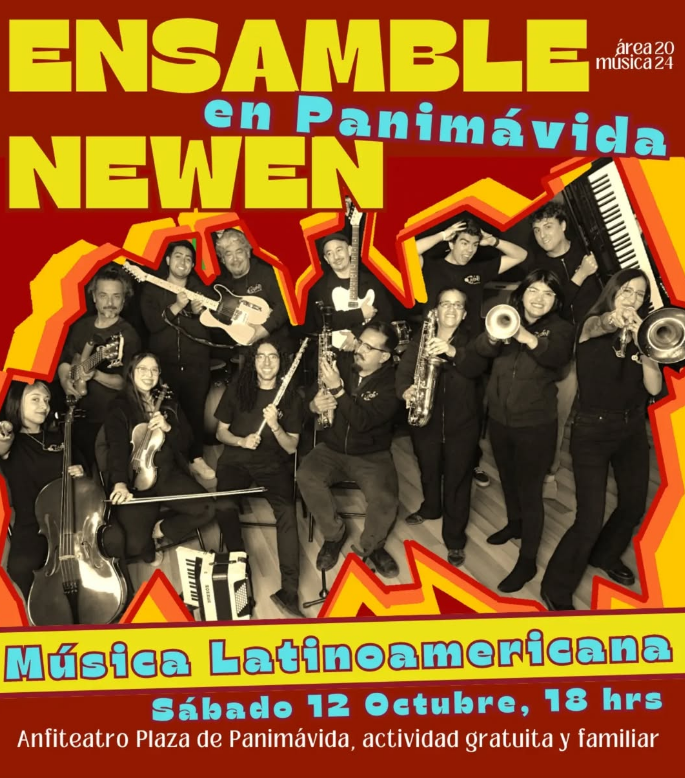 ENSAMBLE
área 20
música 24
en Panimávida
NEWEN
Música Latinoamericana
Sábado 12 Octubre, 18 hrs
Anfiteatro Plaza de Panimávida, actividad gratuita y familiar